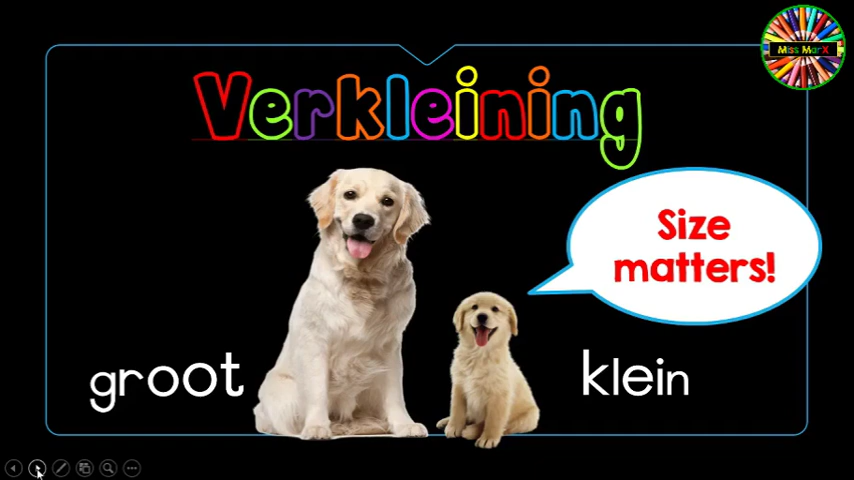 Miss MarX
Verkleining
Size
matters!
groot
klein